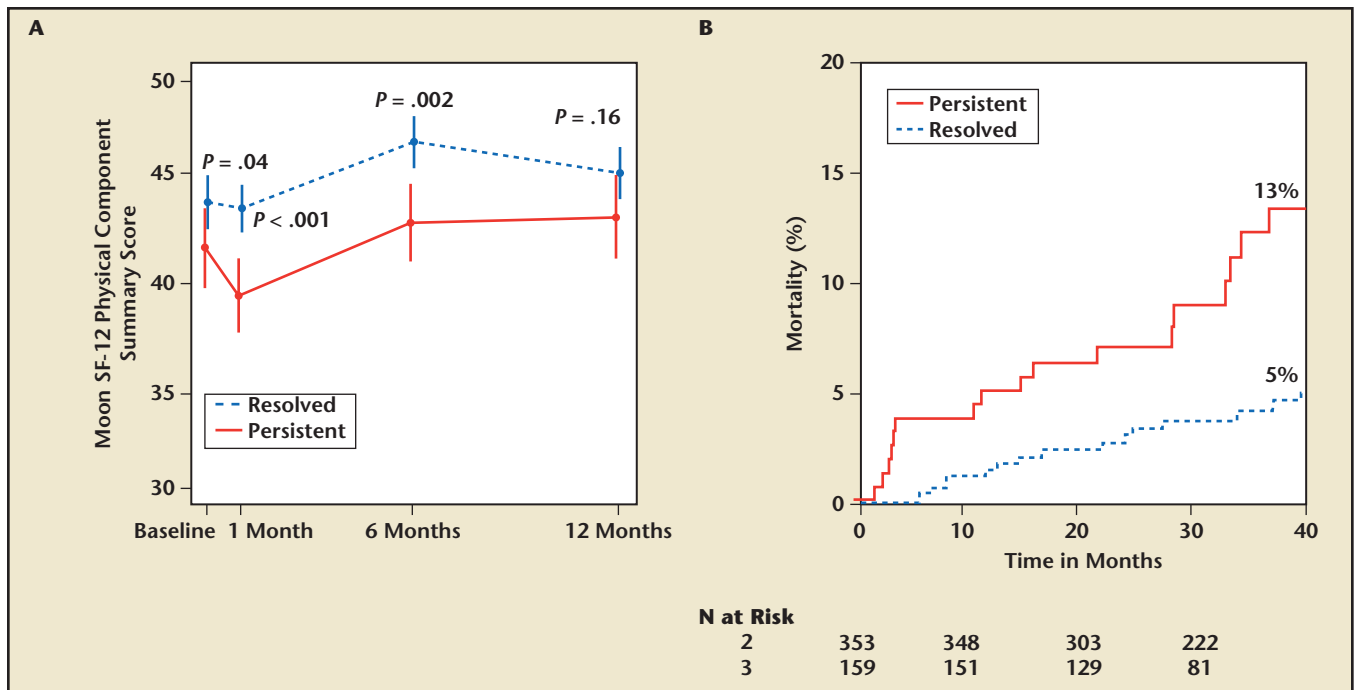 A
Moon SF-12 Physical Component
Summary Score
50
45
40
35
30
P = .04
P < .001
P = .002
P = .16
Resolved
Persistent
Baseline
1 Month
6 Months
12 Months
B
Mortality (%)
20
15
10
5
0
Persistent
Resolved
13%
5%
0
10
20
30
40
Time in Months
N at Risk
2 353 348 303 222
3 159 151 129 81